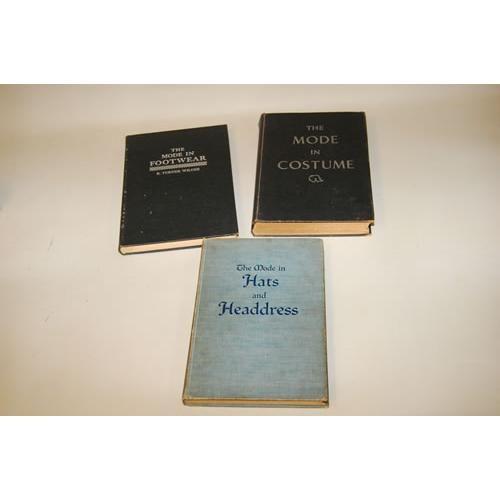 THE
MODE IN
FOOTWEAR
R. TURNER WILCOX
THE
MODE
IN
COSTUME
The Mode in
Hats
and
Headdress